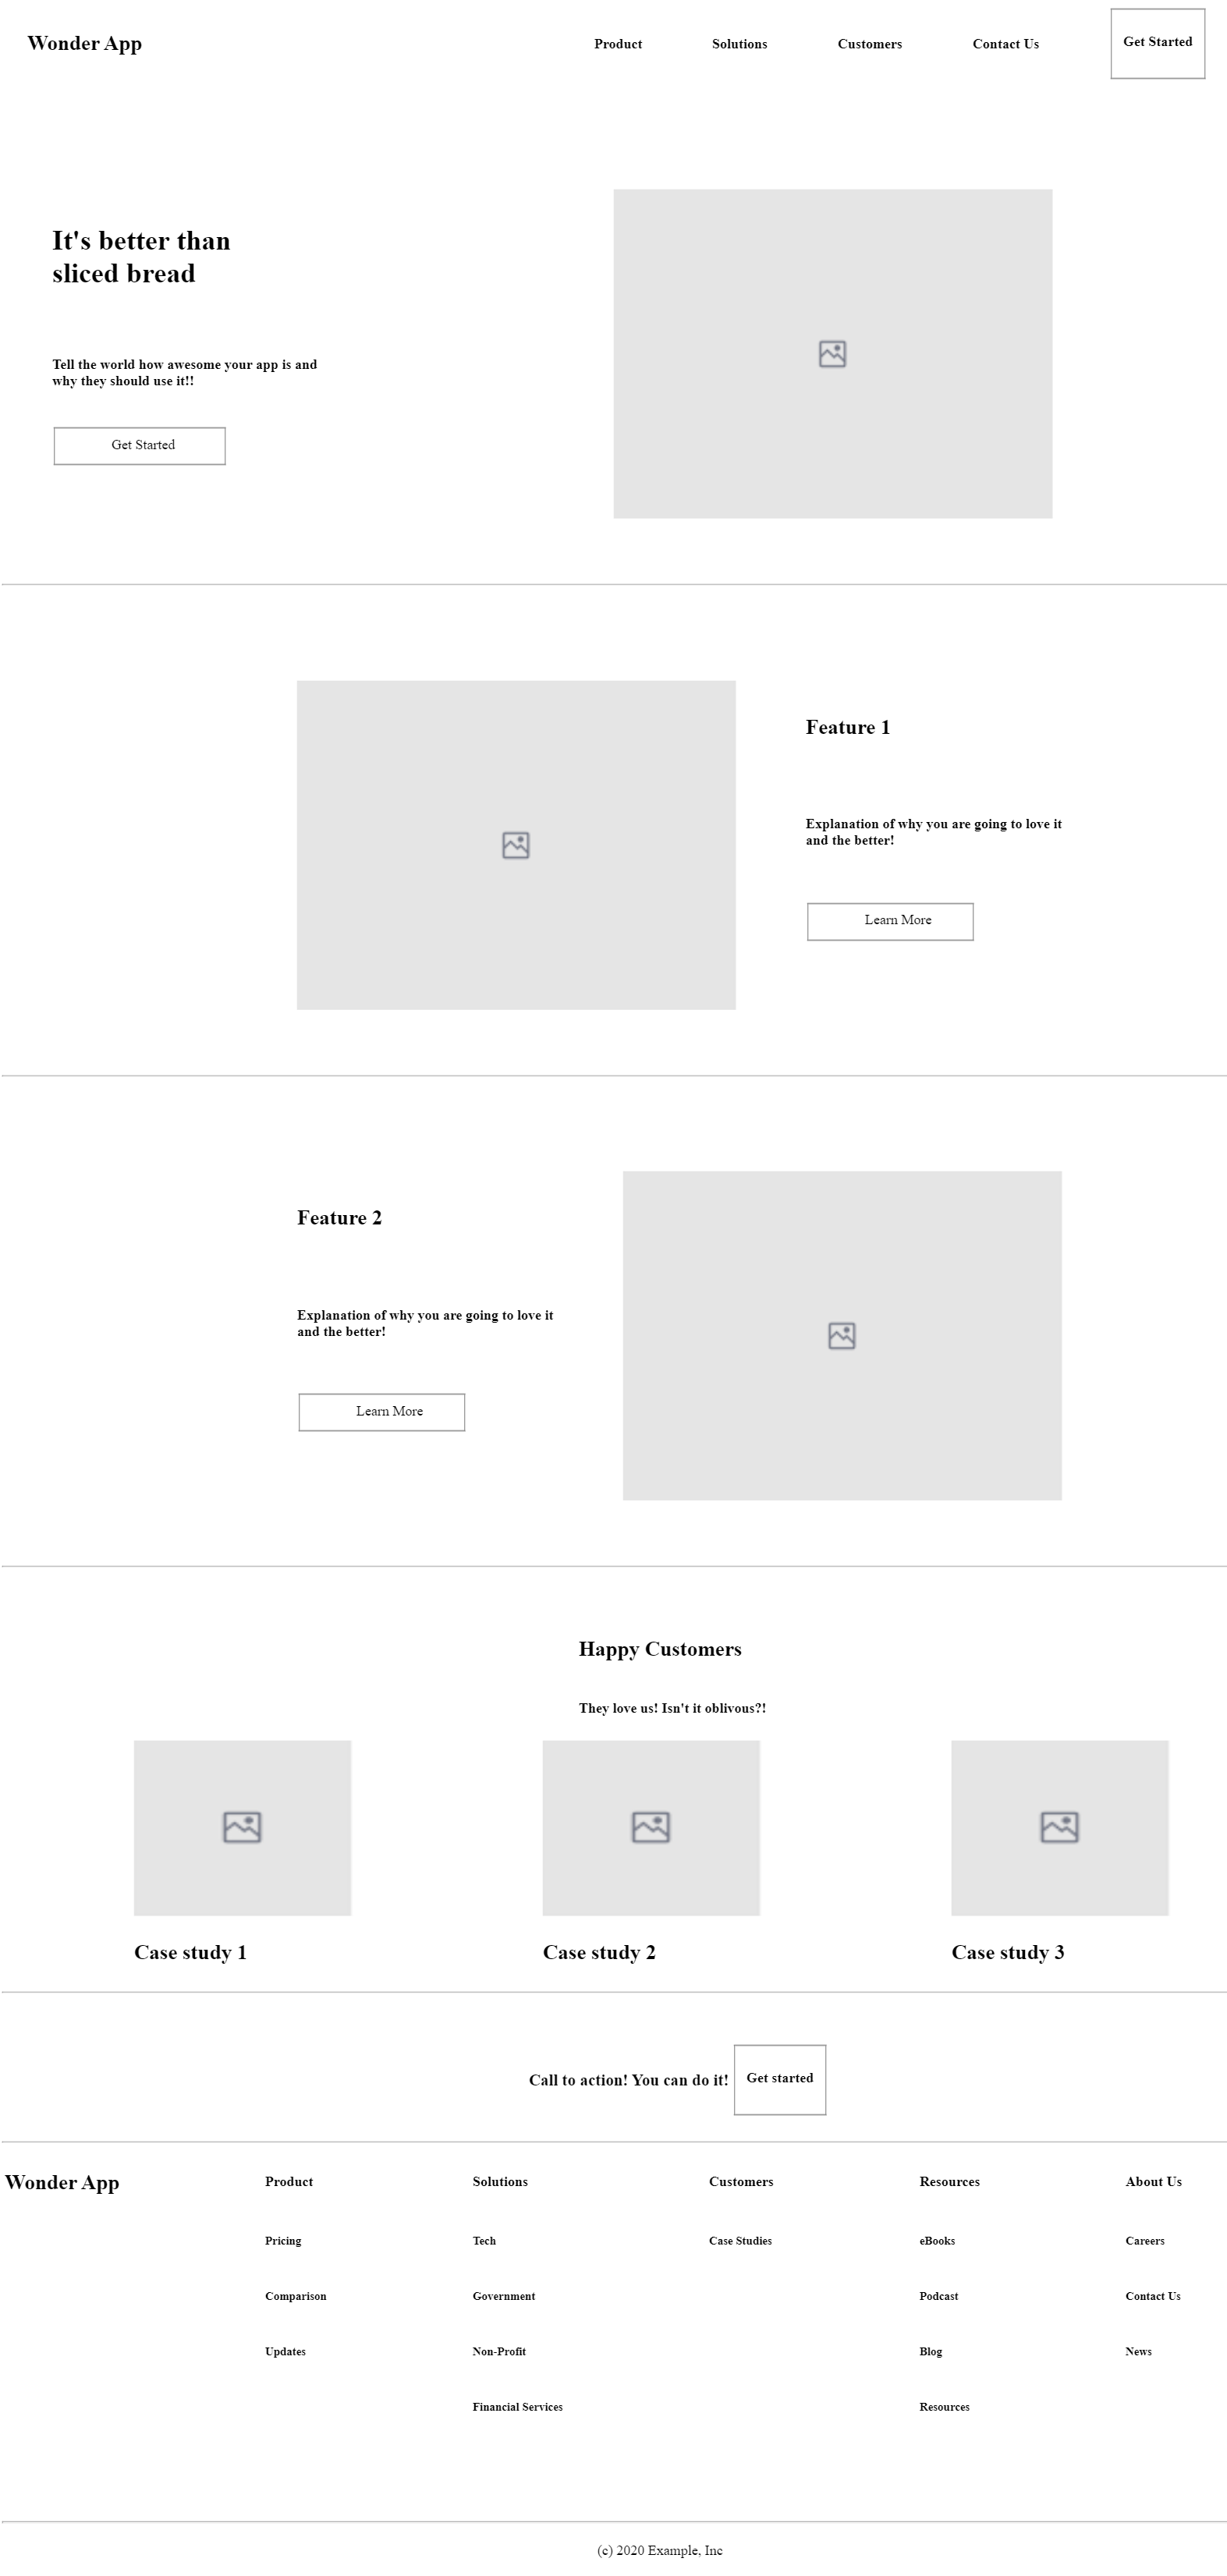 Wonder App
Product
Solutions
Customers
Contact Us
Get Started
It's better than
sliced bread
Tell the world how awesome your app is and
why they should use it!!
Get Started
Feature 1
Explanation of why you are going to love it
and the better!
Learn More
Feature 2
Explanation of why you are going to love it
and the better!
Learn More
Happy Customers
They love us! Isn't it oblivous?!
Case study 1
Case study 2
Case study 3
Call to action! You can do it!
Get started
Wonder App
Product
Pricing
Comparison
Updates
Solutions
Tech
Government
Non-Profit
Financial Services
Customers
Case Studies
Resources
eBooks
Podcast
Blog
Resources
About Us
Careers
Contact Us
News
(c) 2020 Example, Inc